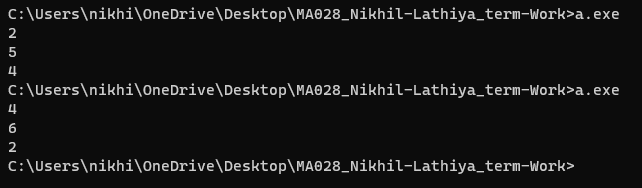 C:\Users\nikhi\OneDrive\Desktop\MA028_Nikhil-Lathiya_term-Work>a.exe
2
5
4
C:\Users\nikhi\OneDrive\Desktop\MA028_Nikhil-Lathiya_term-Work>a.exe
4
6
2
C:\Users\nikhi\OneDrive\Desktop\MA028_Nikhil-Lathiya_term-Work>